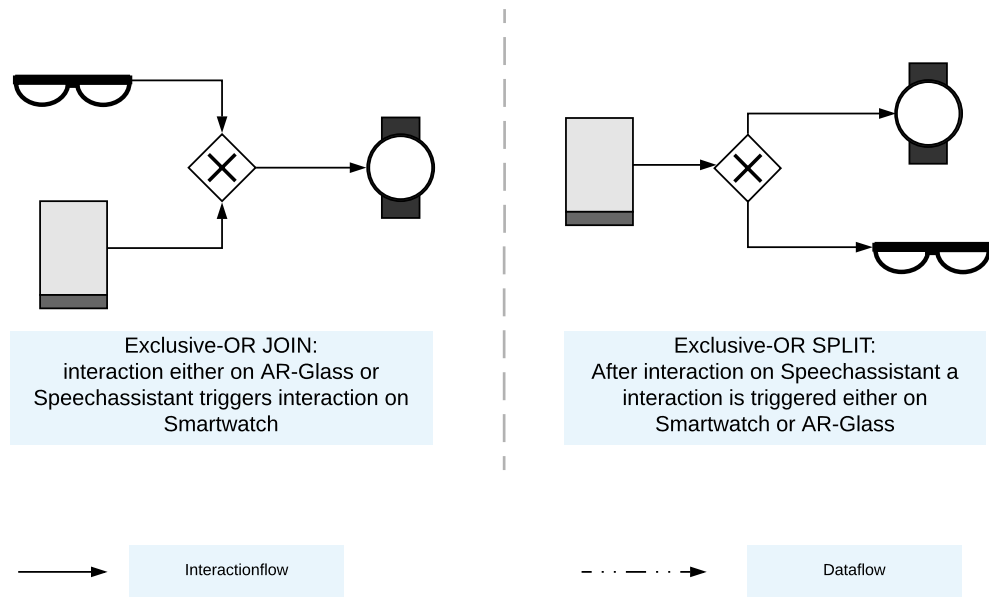 Exclusive-OR JOIN:
interaction either on AR-Glass or
Speechassistant triggers interaction on
Smartwatch
Exclusive-OR SPLIT:
After interaction on Speechassistant a
interaction is triggered either on
Smartwatch or AR-Glass
Interactionflow
Dataflow